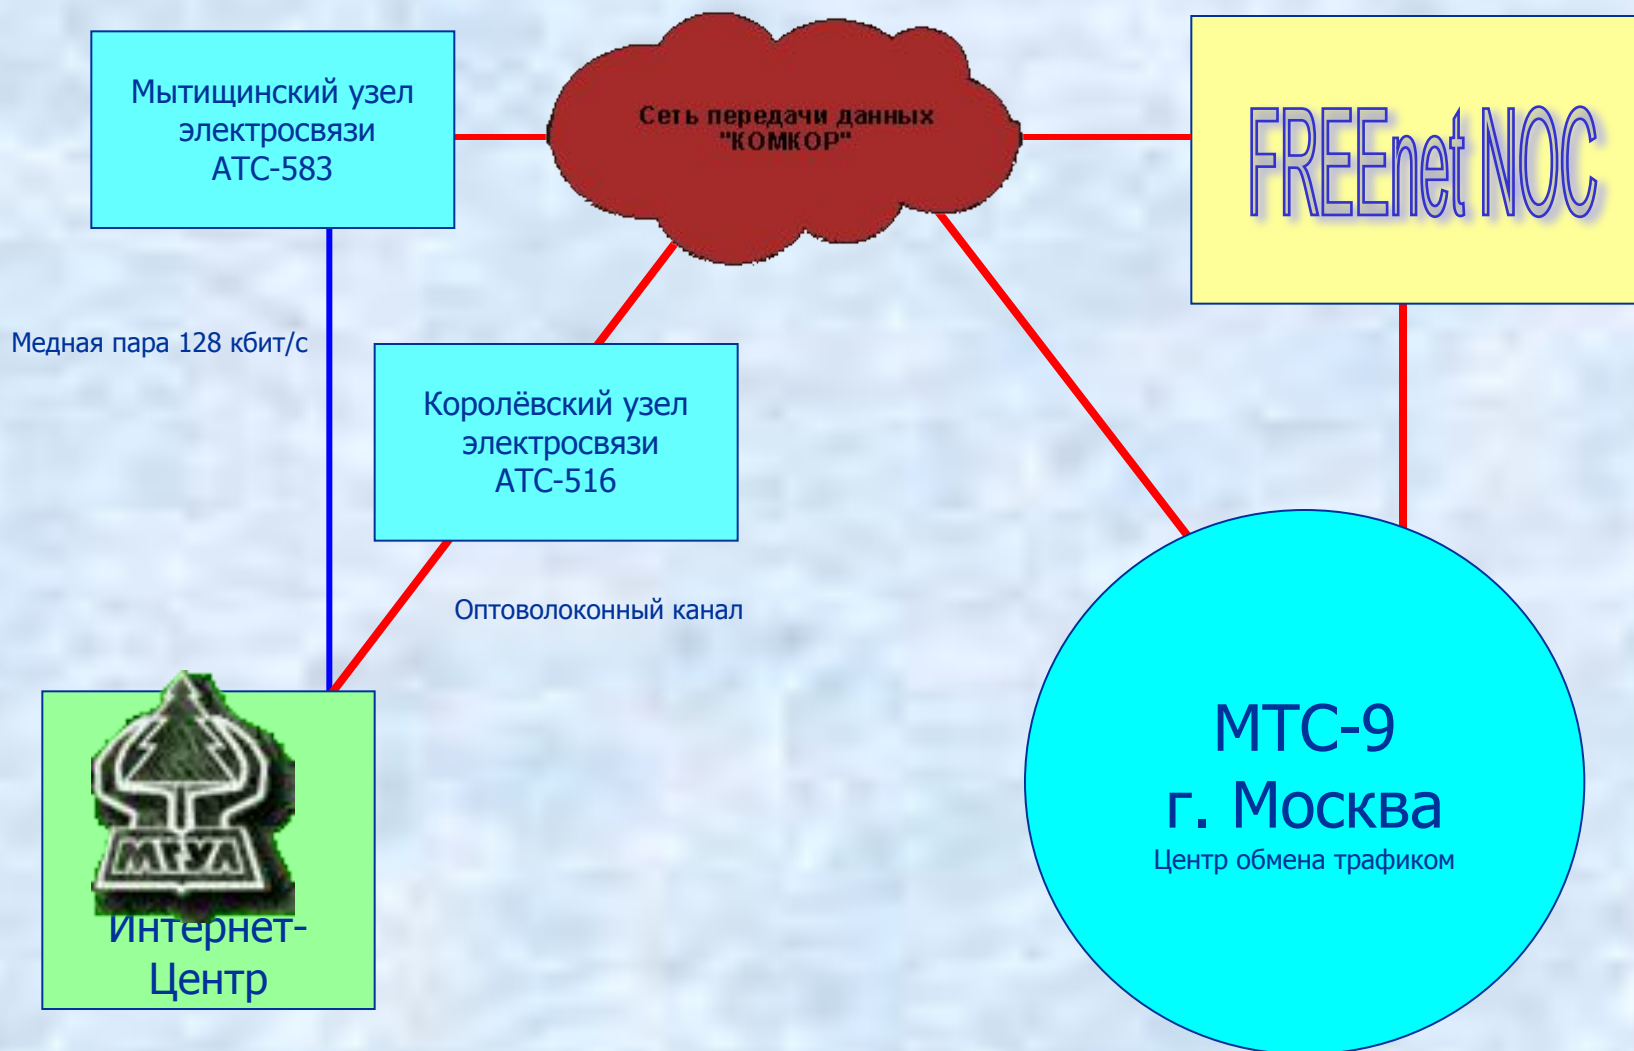 Мытищинский узел
электросвязи
АТС-583
Сеть передачи данных
"КОМКОР"
FREEnet NOC
Медная пара 128 кбит/с
Королёвский узел
электросвязи
АТС-516
Оптоволоконный канал
МГУЛ
Интернет-
Центр
МТС-9
г. Москва
Центр обмена трафиком